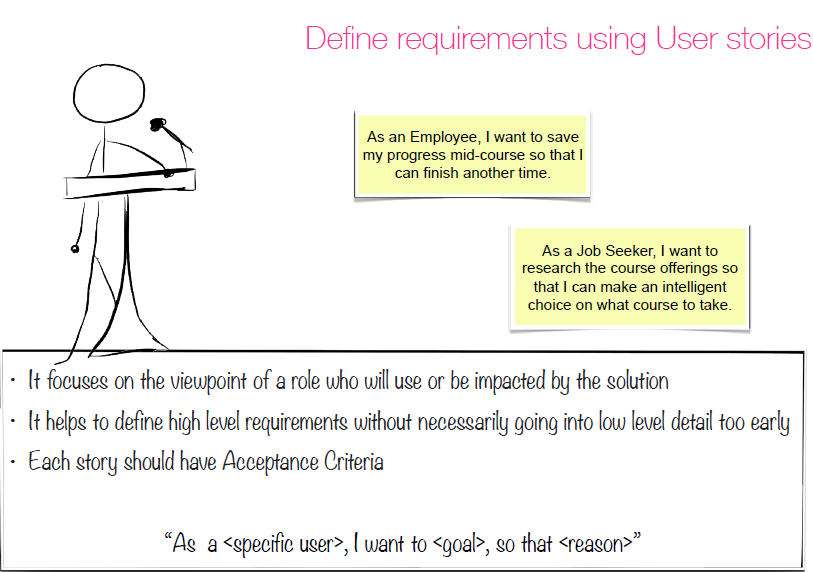 Define requirements using User stories
As an Employee, I want to save
my progress mid-course so that I
can finish another time.
As a Job Seeker, I want to
research the course offerings so
that I can make an intelligent
choice on what course to take.
· It focuses on the viewpoint of a role who will use or be impacted by the solution
· It helps to define high level requirements without necessarily going into low level detail too early
· Each story should have Acceptance Criteria
“As a <specific user>, I want to <goal>, so that <reason>”